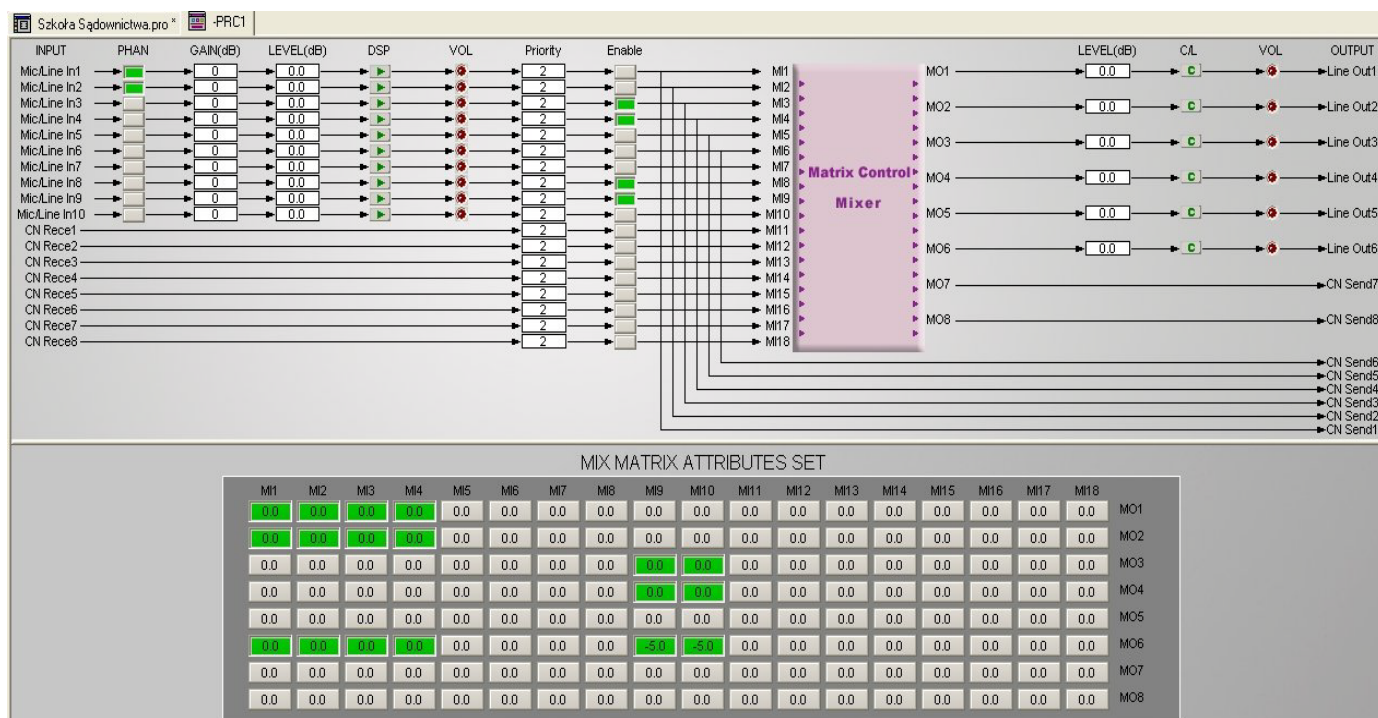 Szkoła Sądownictwa.pro * -PRC1
INPUT PHAN GAIN(dB) LEVEL(dB) DSP VOL Priority Enable LEVEL(dB) C/L VOL OUTPUT
Mic/Line In1 0 0.0 2 MI1 MO1 0.0 C Line Out1
Mic/Line In2 0 0.0 2 MI2
Mic/Line In3 0 0.0 2 MI3 MO2 0.0 C Line Out2
Mic/Line In4 0 0.0 2 MI4
Mic/Line In5 0 0.0 2 MI5 MO3 0.0 C Line Out3
Mic/Line In6 0 0.0 2 MI6
Mic/Line In7 0 0.0 2 MI7 Matrix Control MO4 0.0 C Line Out4
Mic/Line In8 0 0.0 2 MI8
Mic/Line In9 0 0.0 2 MI9 Mixer
Mic/Line In10 0 0.0 2 MI10 MO5 0.0 C Line Out5
CN Rece1 2 MI11
CN Rece2 2 MI12 MO6 0.0 C Line Out6
CN Rece3 2 MI13
CN Rece4 2 MI14 MO7 CN Send7
CN Rece5 2 MI15
CN Rece6 2 MI16 MO8 CN Send8
CN Rece7 2 MI17
CN Rece8 2 MI18
CN Send6
CN Send5
CN Send4
CN Send3
CN Send2
CN Send1
MIX MATRIX ATTRIBUTES SET
MI1 MI2 MI3 MI4 MI5 MI6 MI7 MI8 MI9 MI10 MI11 MI12 MI13 MI14 MI15 MI16 MI17 MI18
0.0 0.0 0.0 0.0 0.0 0.0 0.0 0.0 0.0 0.0 0.0 0.0 0.0 0.0 0.0 0.0 0.0 0.0 MO1
0.0 0.0 0.0 0.0 0.0 0.0 0.0 0.0 0.0 0.0 0.0 0.0 0.0 0.0 0.0 0.0 0.0 0.0 MO2
0.0 0.0 0.0 0.0 0.0 0.0 0.0 0.0 0.0 0.0 0.0 0.0 0.0 0.0 0.0 0.0 0.0 0.0 MO3
0.0 0.0 0.0 0.0 0.0 0.0 0.0 0.0 0.0 0.0 0.0 0.0 0.0 0.0 0.0 0.0 0.0 0.0 MO4
0.0 0.0 0.0 0.0 0.0 0.0 0.0 0.0 0.0 0.0 0.0 0.0 0.0 0.0 0.0 0.0 0.0 0.0 MO5
0.0 0.0 0.0 0.0 0.0 0.0 0.0 0.0 -5.0 -5.0 0.0 0.0 0.0 0.0 0.0 0.0 0.0 0.0 MO6
0.0 0.0 0.0 0.0 0.0 0.0 0.0 0.0 0.0 0.0 0.0 0.0 0.0 0.0 0.0 0.0 0.0 0.0 MO7
0.0 0.0 0.0 0.0 0.0 0.0 0.0 0.0 0.0 0.0 0.0 0.0 0.0 0.0 0.0 0.0 0.0 0.0 MO8